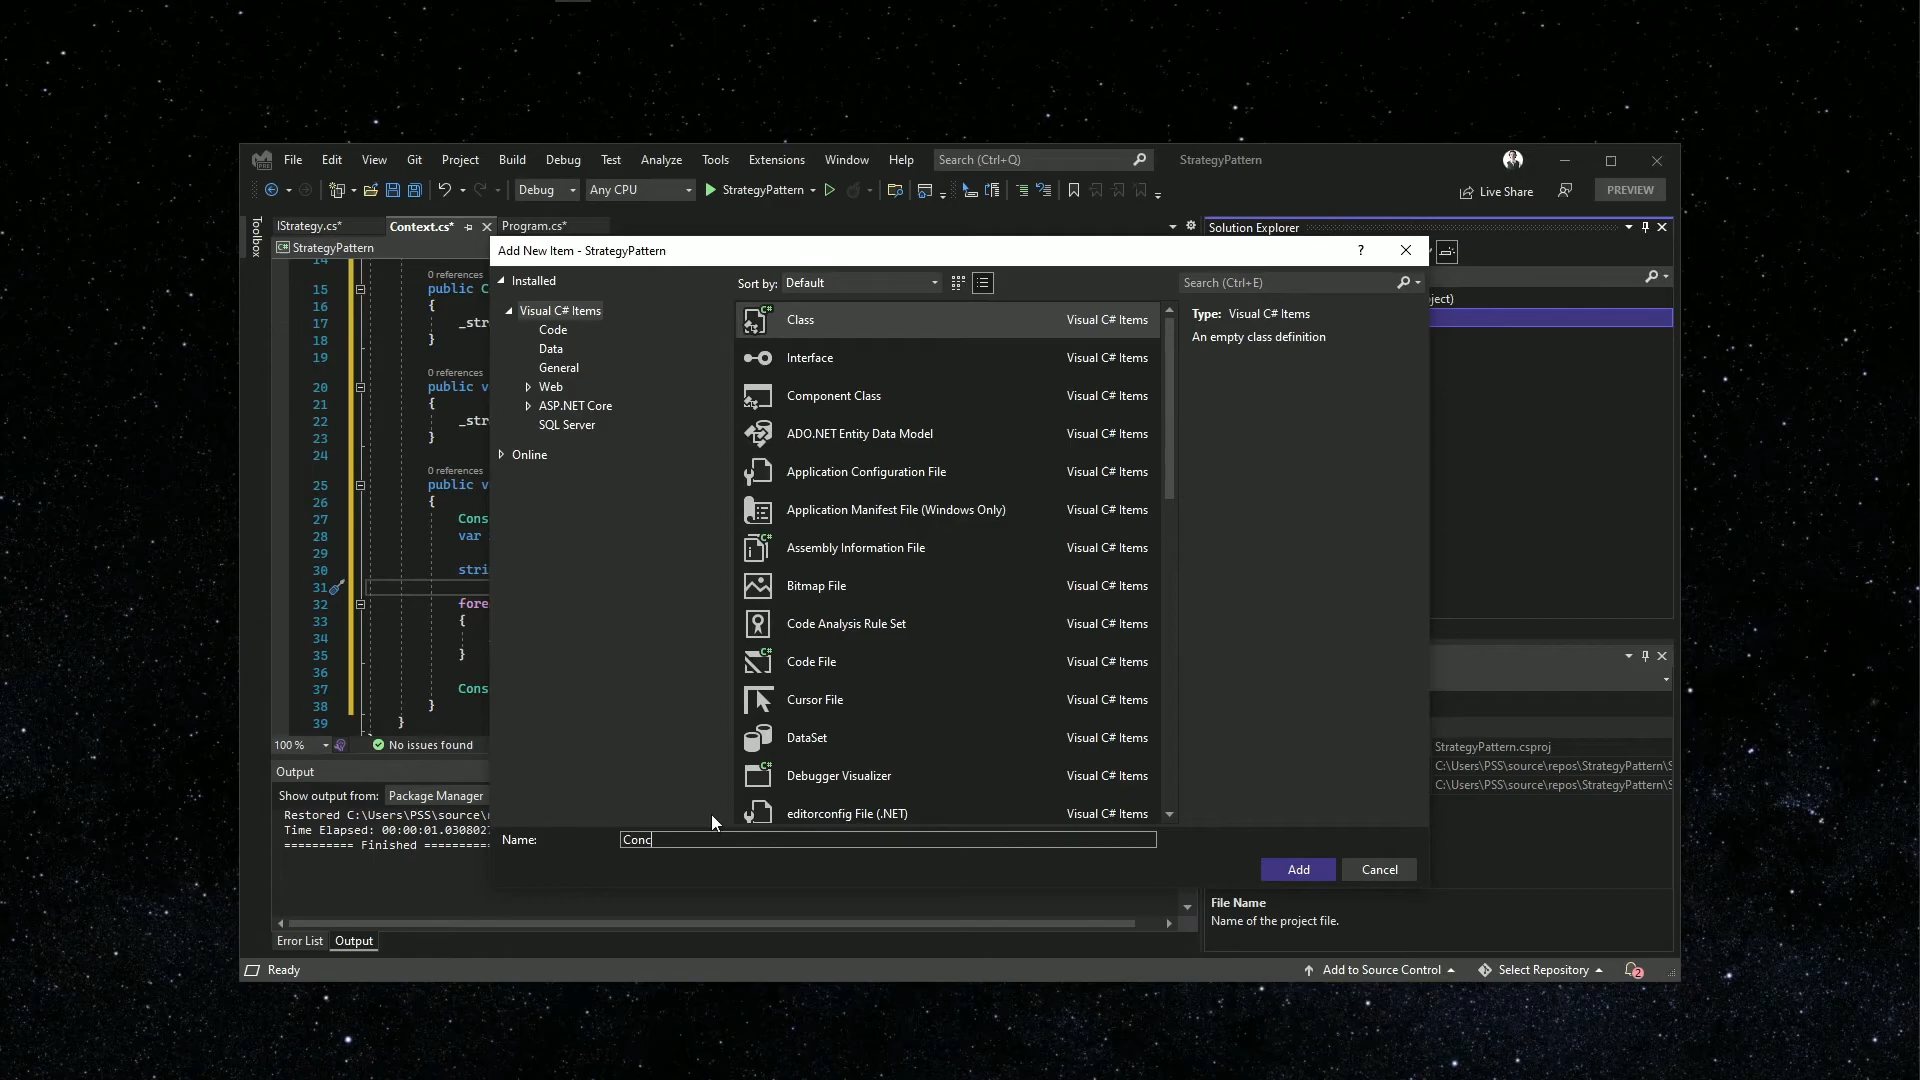 File Edit View Git Project Build Debug Test Analyze Tools Extensions Window Help Search (Ctrl+Q) StrategyPattern
Debug Any CPU StrategyPattern Live Share PREVIEW
Toolbox
IStrategy.cs* Context.cs* Program.cs*
Solution Explorer
StrategyPattern
Add New Item - StrategyPattern
?
Installed
Visual C# Items
Code
Data
General
Web
ASP.NET Core
SQL Server
Online
Sort by: Default
Search (Ctrl+E)
Class Visual C# Items
Interface Visual C# Items
Component Class Visual C# Items
ADO.NET Entity Data Model Visual C# Items
Application Configuration File Visual C# Items
Application Manifest File (Windows Only) Visual C# Items
Assembly Information File Visual C# Items
Bitmap File Visual C# Items
Code Analysis Rule Set Visual C# Items
Code File Visual C# Items
Cursor File Visual C# Items
DataSet Visual C# Items
Debugger Visualizer Visual C# Items
editorconfig File (.NET) Visual C# Items
Type: Visual C# Items
An empty class definition
Name: Conc
Add Cancel
14
0 references
15 public C
16 {
17 _str
18 }
19
0 references
20 public v
21 {
22 _str
23 }
24
0 references
25 public v
26 {
27 Cons
28 var
29
30 stri
31
32 fore
33 {
34
35 }
36
37 Cons
38 }
39 }
100 % No issues found
Output
Show output from: Package Manager
Restored C:\Users\PSS\source\r
Time Elapsed: 00:00:01.0308027
========== Finished ==========
Error List Output
ject)
StrategyPattern.csproj
C:\Users\PSS\source\repos\StrategyPattern\S
C:\Users\PSS\source\repos\StrategyPattern\S
File Name
Name of the project file.
Ready Add to Source Control Select Repository 2